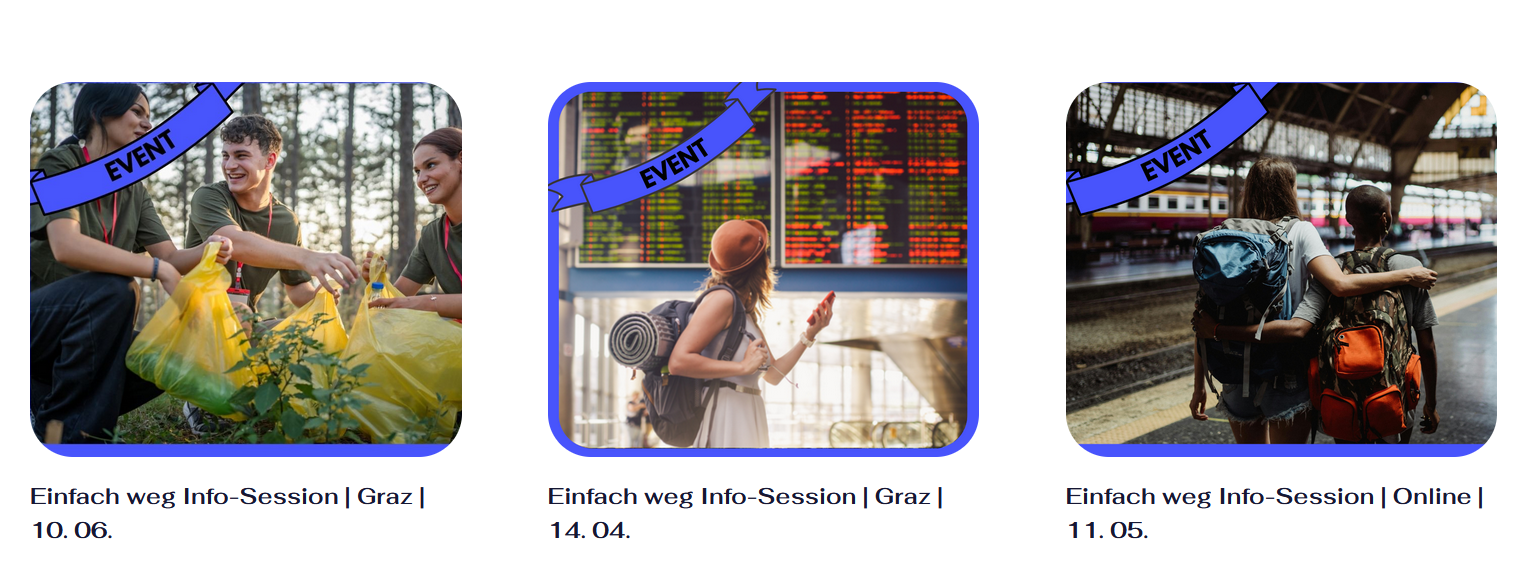 EVENT
EVENT
EVENT
Einfach weg Info-Session | Graz |
10. 06.
Einfach weg Info-Session | Graz |
14. 04.
Einfach weg Info-Session | Online |
11. 05.